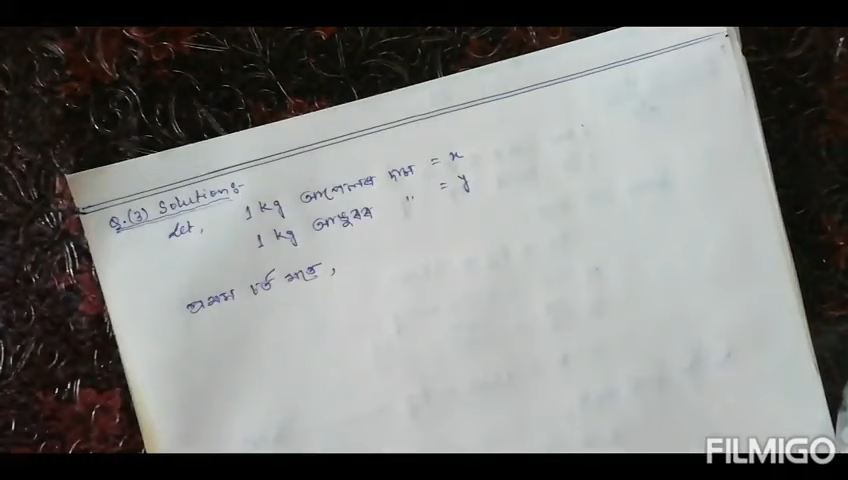 Q.(3) Solution:-
Let, 1 kg আপেলৰ দাম = x
1 kg আঙুৰৰ " = y
প্ৰথম চৰ্ত মতে,
FILMIGO